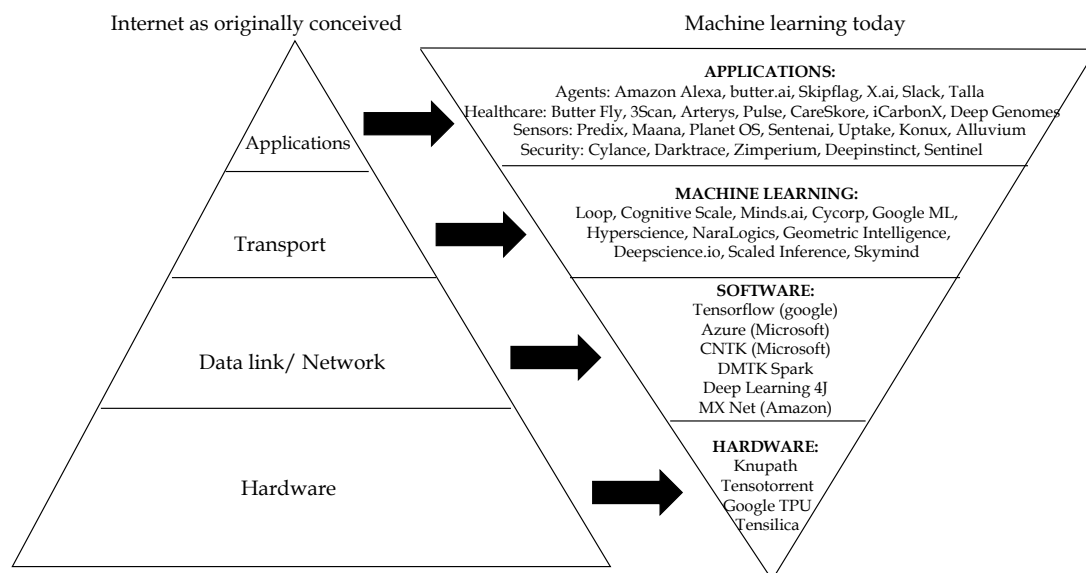 Internet as originally conceived
Applications
Transport
Data link/ Network
Hardware
Machine learning today
APPLICATIONS:
Agents: Amazon Alexa, butter.ai, Skipflag, X.ai, Slack, Talla
Healthcare: Butter Fly, 3Scan, Arterys, Pulse, CareSkore, iCarbonX, Deep Genomes
Sensors: Predix, Maana, Planet OS, Sentenai, Uptake, Konux, Alluvium
Security: Cylance, Darktrace, Zimperium, Deepinstinct, Sentinel
MACHINE LEARNING:
Loop, Cognitive Scale, Minds.ai, Cycorp, Google ML,
Hyperscience, NaraLogics, Geometric Intelligence,
Deepscience.io, Scaled Inference, Skymind
SOFTWARE:
Tensorflow (google)
Azure (Microsoft)
CNTK (Microsoft)
DMTK Spark
Deep Learning 4J
MX Net (Amazon)
HARDWARE:
Knupath
Tensotorrent
Google TPU
Tensilica